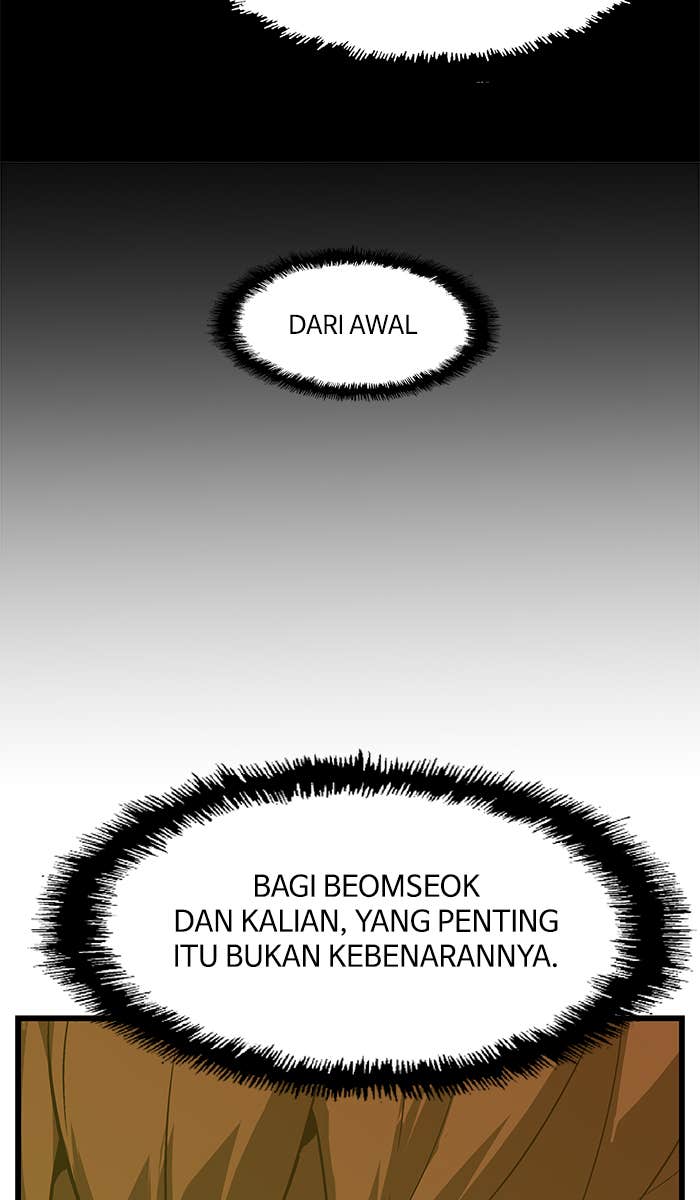 DARI AWAL
BAGI BEOMSEOK
DAN KALIAN, YANG PENTING
ITU BUKAN KEBENARANNYA.